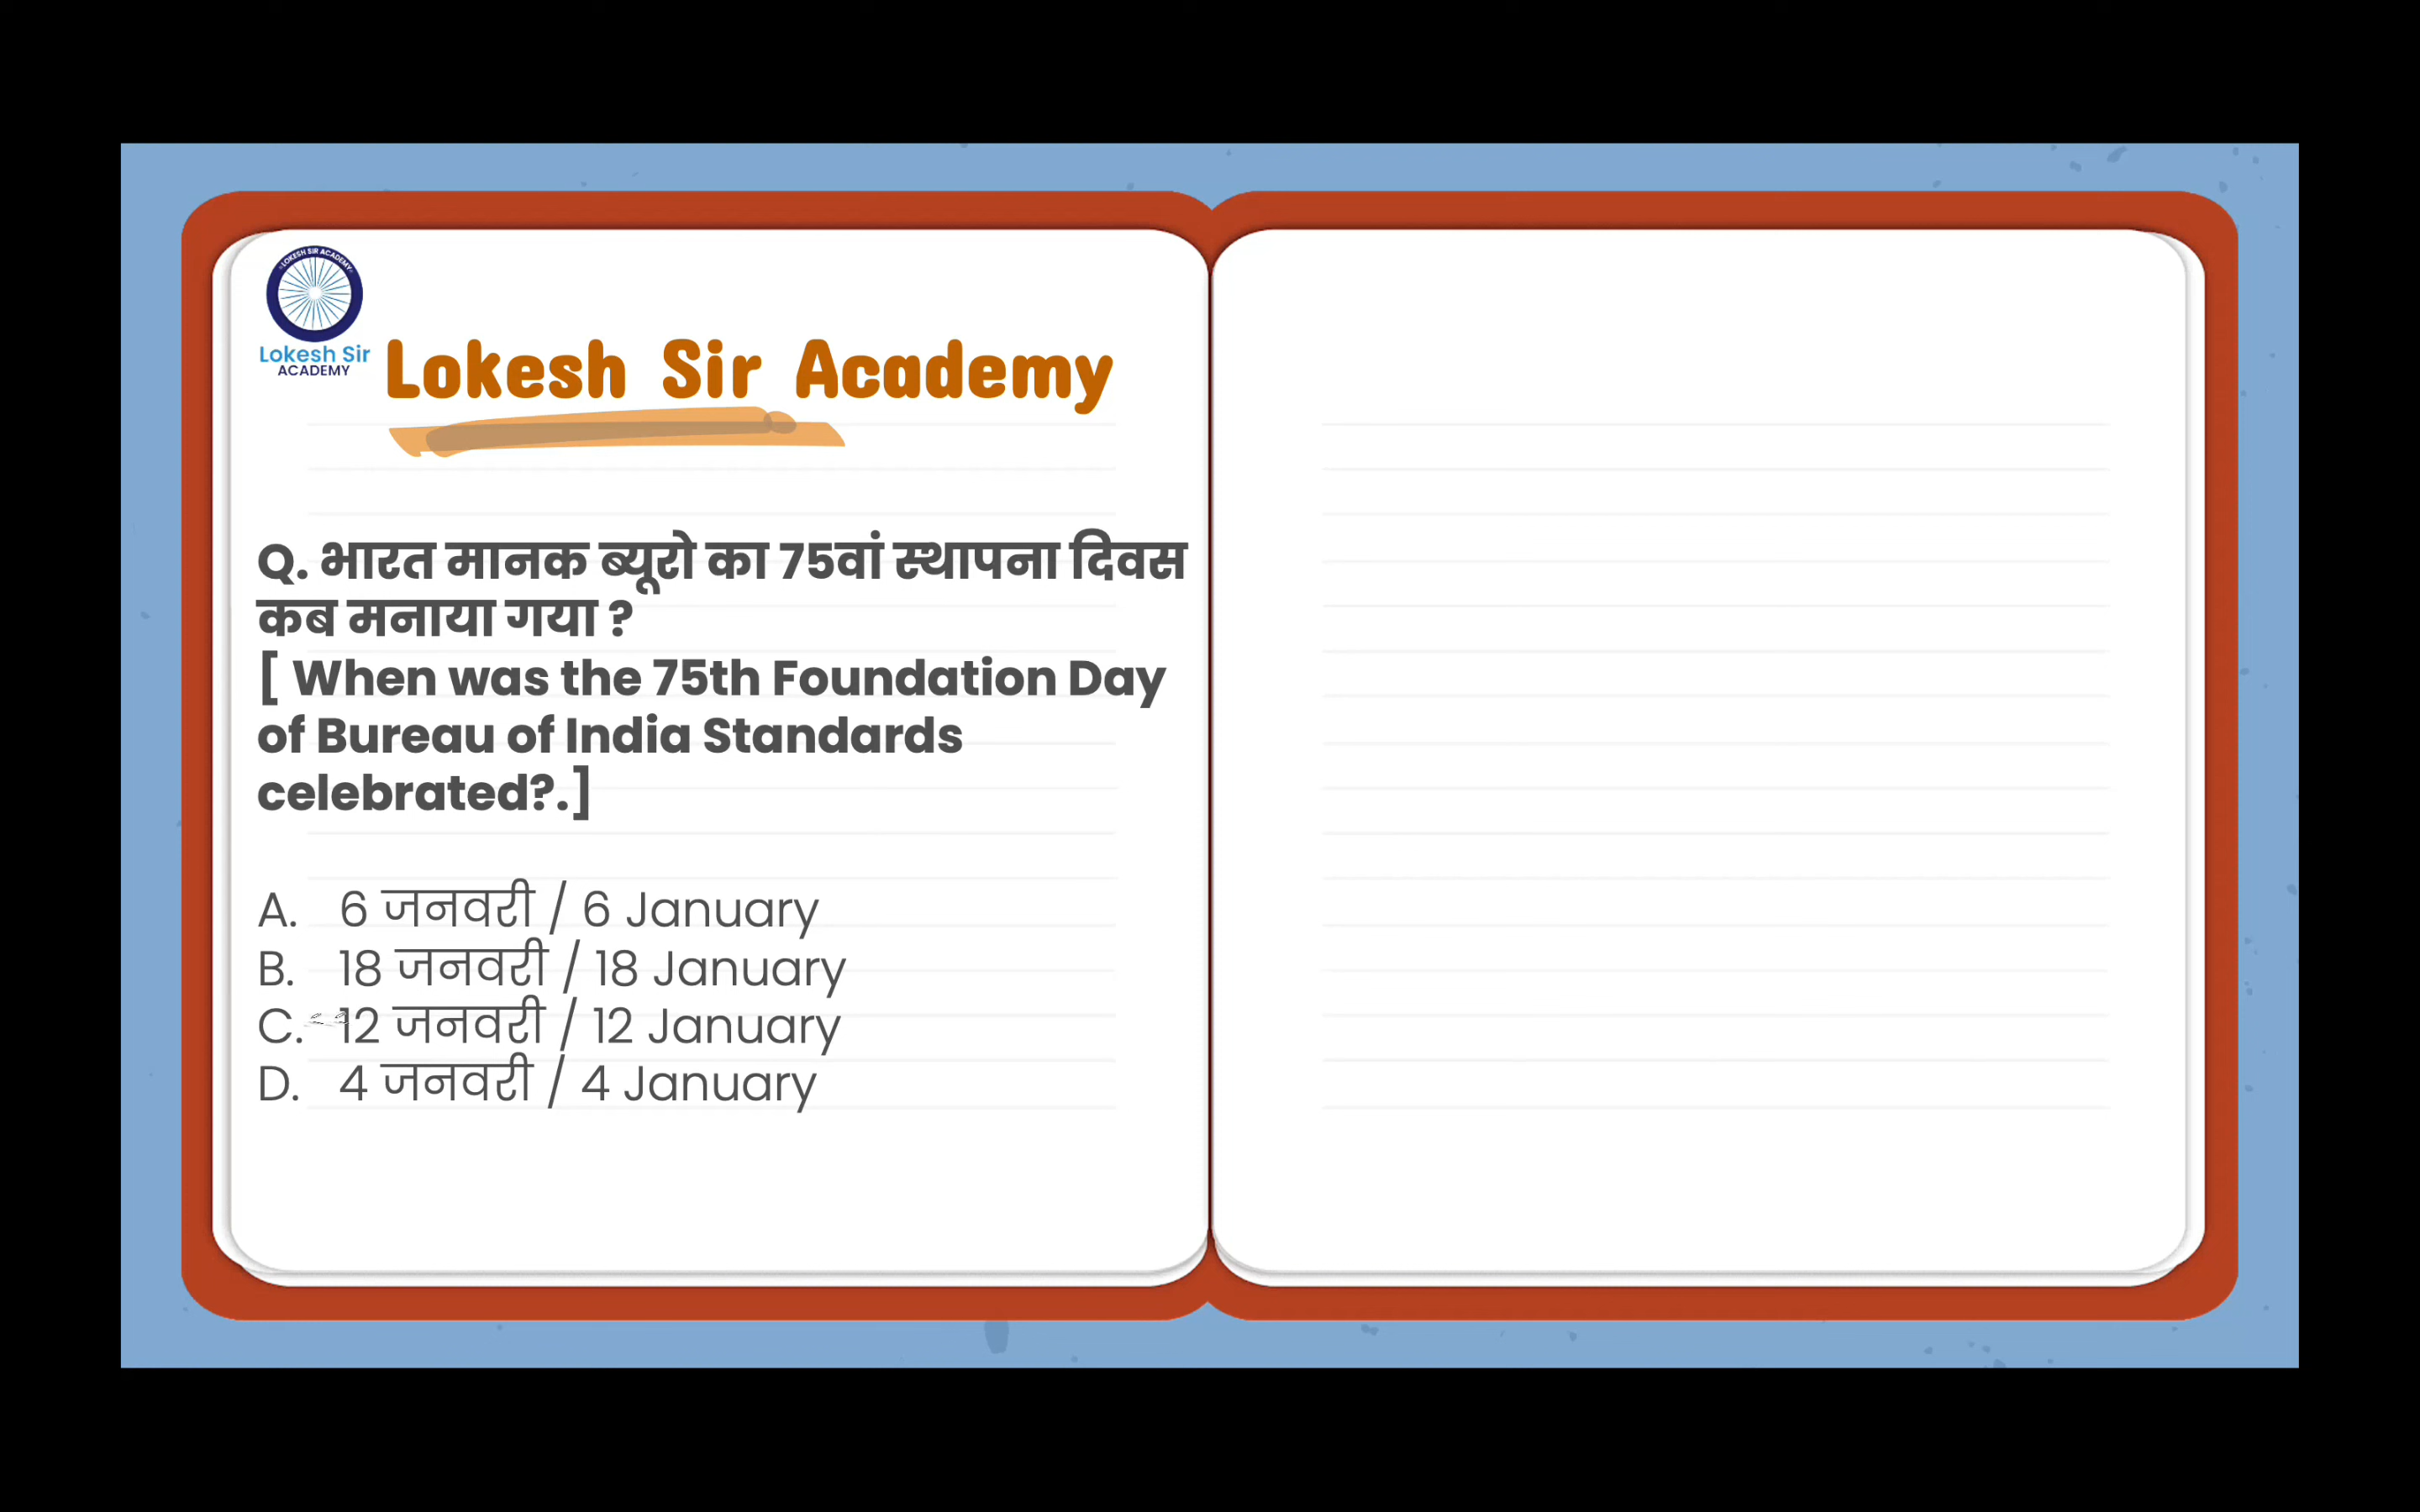 LOKESH SIR ACADEMY
Lokesh Sir
ACADEMY
Lokesh Sir Academy
Q. भारत मानक ब्यूरो का 75वां स्थापना दिवस
कब मनाया गया ?
[ When was the 75th Foundation Day
of Bureau of India Standards
celebrated?.]
A. 6 जनवरी / 6 January
B. 18 जनवरी / 18 January
C. 12 जनवरी / 12 January
D. 4 जनवरी / 4 January